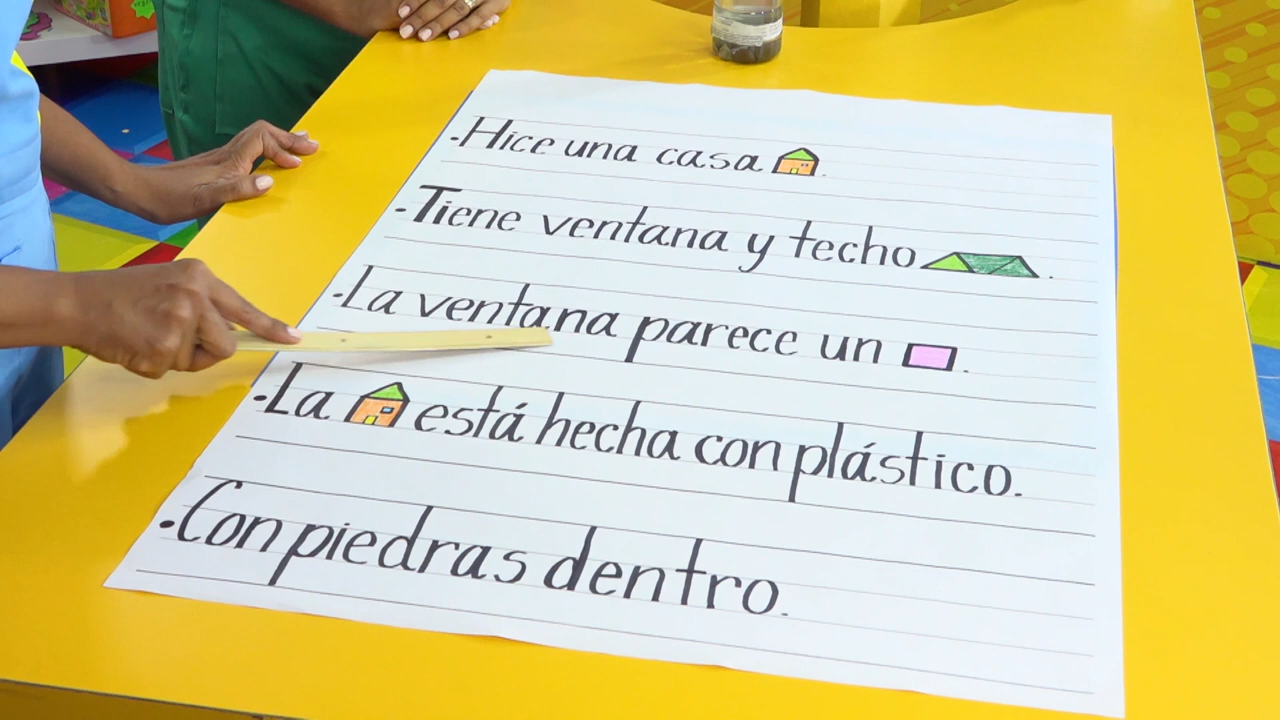 ·Hice una casa.
·Tiene ventana y techo.
·La ventana parece un.
·La está hecha con plástico.
·Con piedras dentro.